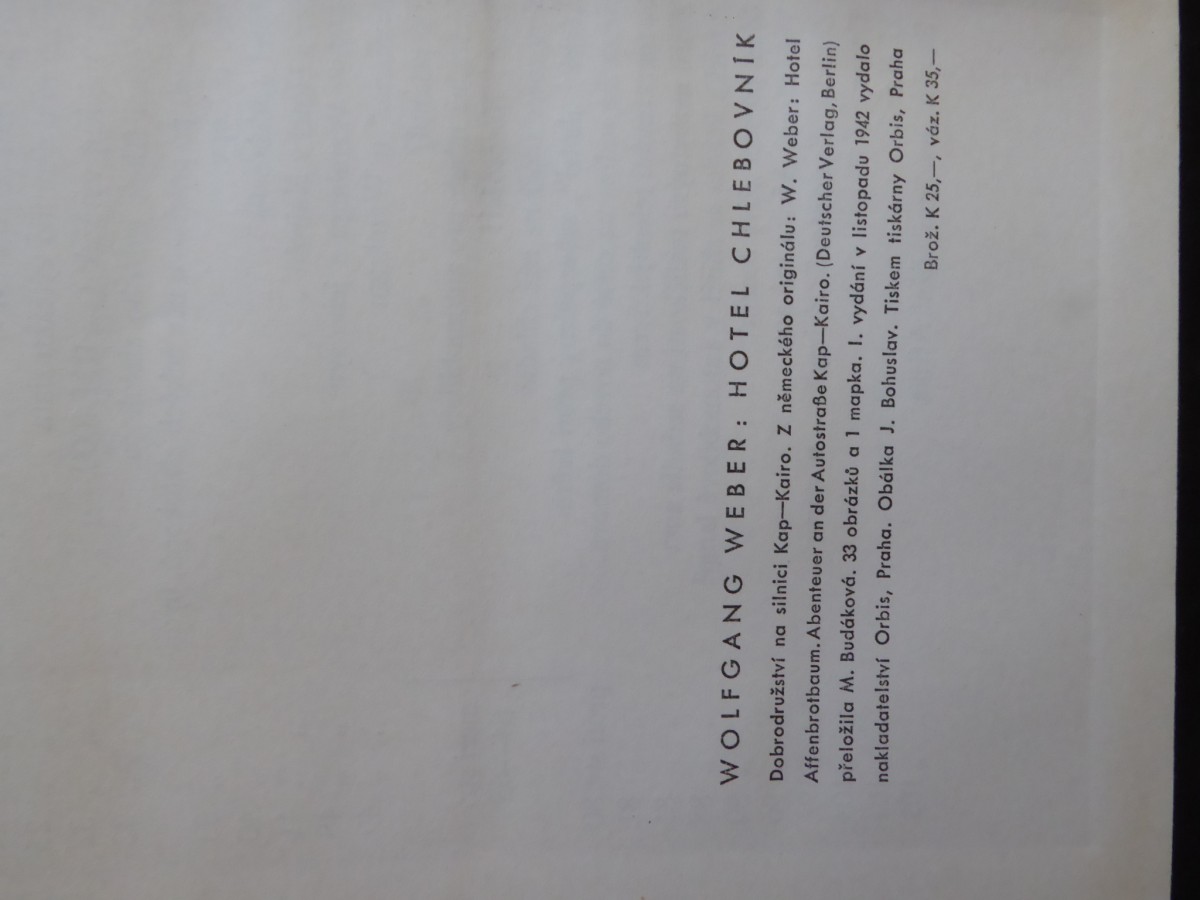 WOLFGANG WEBER: HOTEL CHLEBOVNÍK
Dobrodružství na silnici Kap—Kairo. Z německého originálu: W. Weber: Hotel
Affenbrotbaum. Abenteuer an der Autostraße Kap—Kairo. (Deutscher Verlag, Berlin)
přeložila M. Budáková. 33 obrázků a 1 mapka. I. vydání v listopadu 1942 vydalo
nakladatelství Orbis, Praha. Obálka J. Bohuslav. Tiskem tiskárny Orbis, Praha
Brož. K 25,—, váz. K 35,—